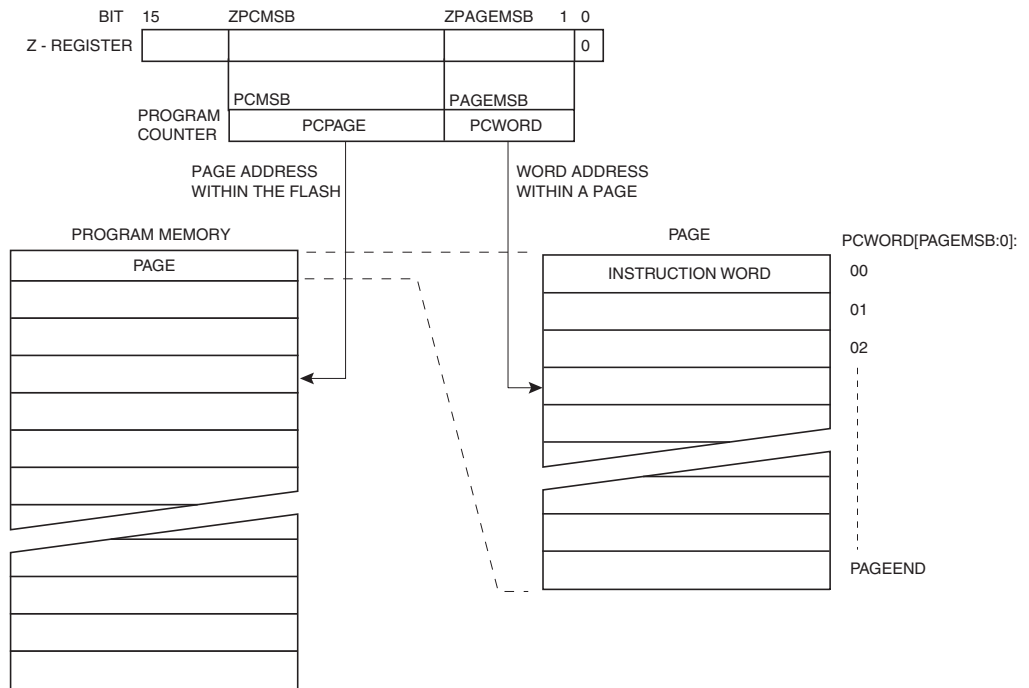 BIT 15 ZPCMSB ZPAGEMSB 1 0
Z - REGISTER 0
PCMSB PAGEMSB
PROGRAM
COUNTER
PCPAGE PCWORD
PAGE ADDRESS
WITHIN THE FLASH
WORD ADDRESS
WITHIN A PAGE
PROGRAM MEMORY
PAGE
PAGE
PCWORD[PAGEMSB:0]:
INSTRUCTION WORD
00
01
02
PAGEEND